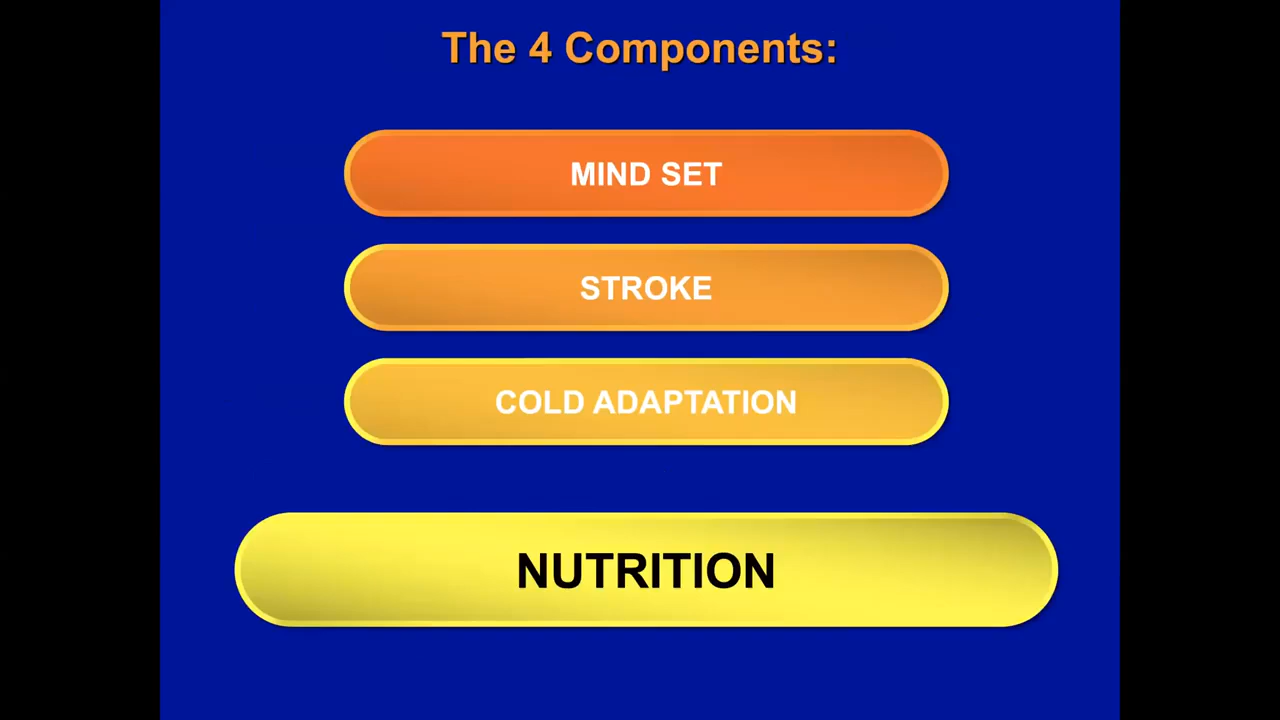 The 4 Components:
MIND SET
STROKE
COLD ADAPTATION
NUTRITION